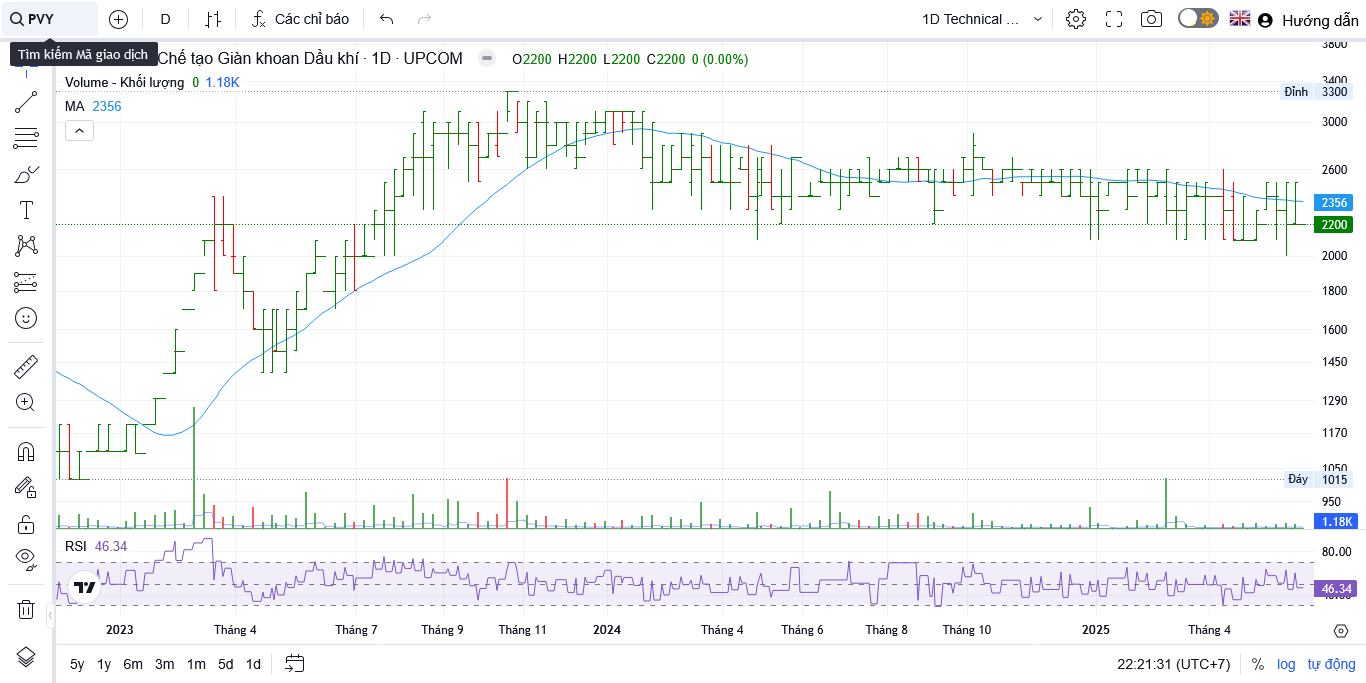 PVY D Các chỉ báo 1D Technical ... Hướng dẫn
Tìm kiếm Mã giao dịch
Chế tạo Giàn khoan Dầu khí · 1D · UPCOM O2200 H2200 L2200 C2200 0 (0.00%)
Volume - Khối lượng 0 1.18K
MA 2356
3800
3400
Đỉnh 3300
3000
2600
2356
2200
2000
1800
1600
1450
1290
1170
1050
Đáy 1015
950
1.18K
RSI 46.34
80.00
46.34
2023 Tháng 4 Tháng 7 Tháng 9 Tháng 11 2024 Tháng 4 Tháng 6 Tháng 8 Tháng 10 2025 Tháng 4
5y 1y 6m 3m 1m 5d 1d 22:21:31 (UTC+7) % log tự động